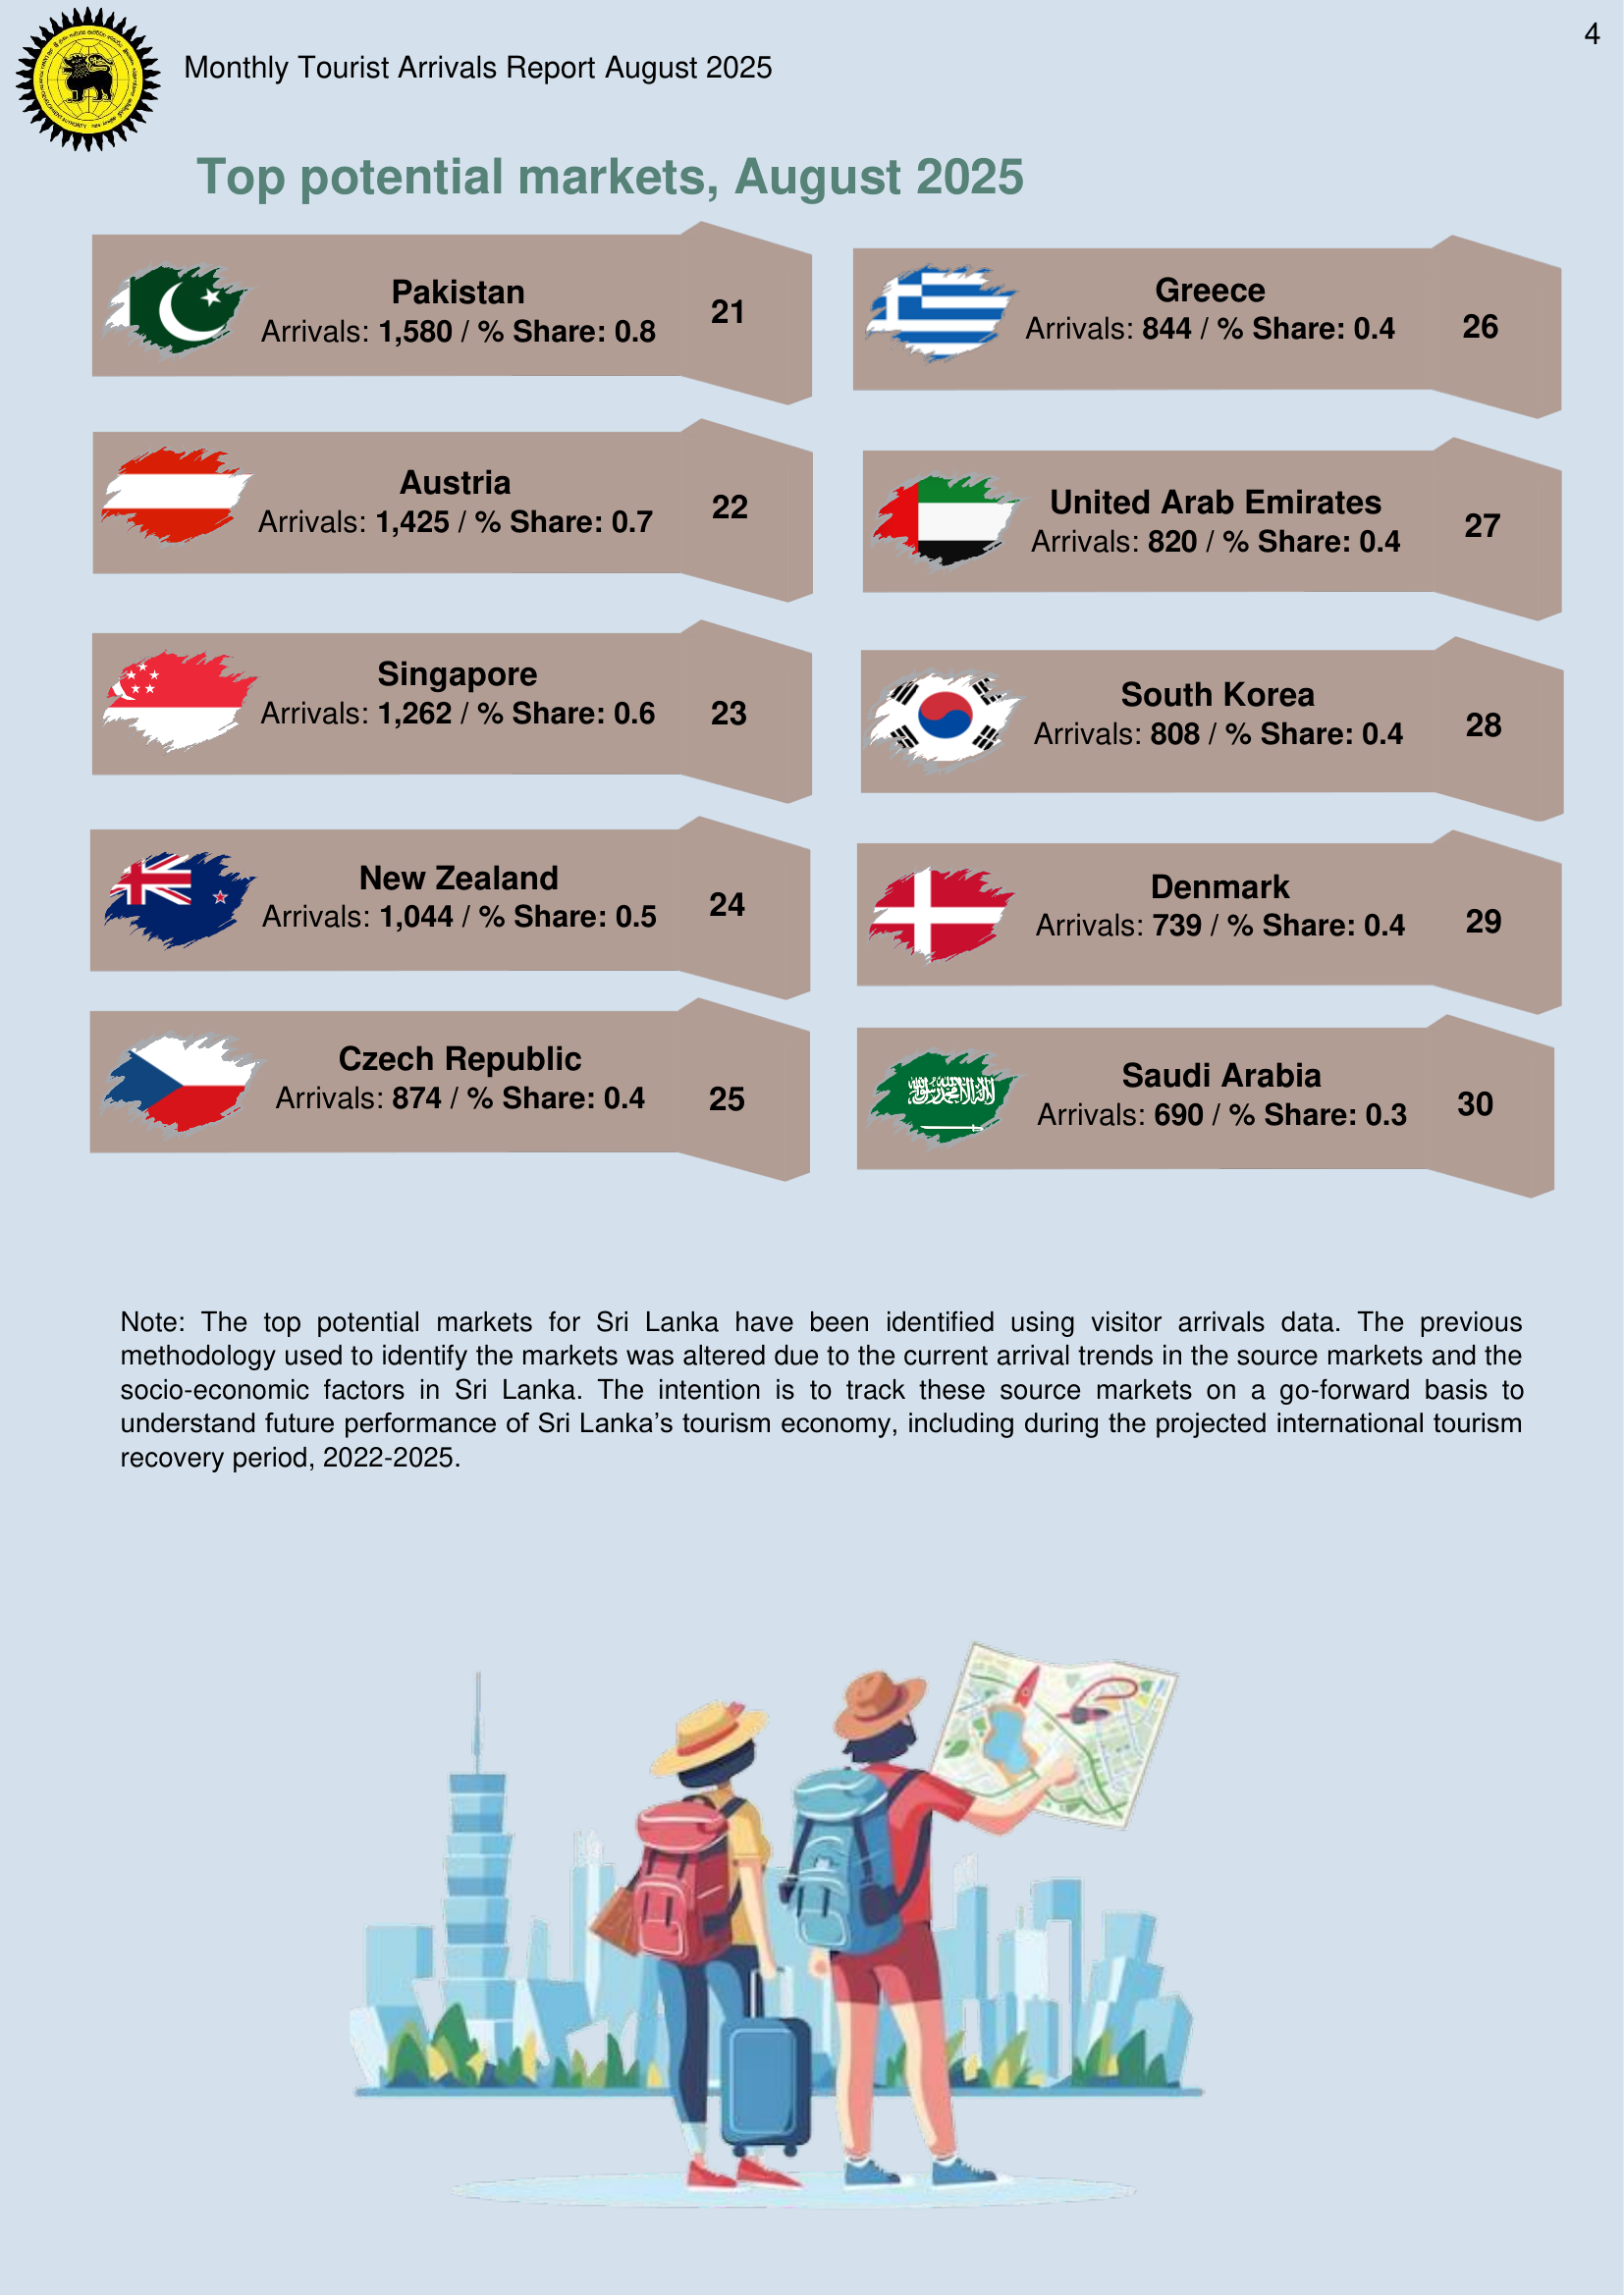 4
Monthly Tourist Arrivals Report August 2025
Top potential markets, August 2025
Pakistan
Arrivals: 1,580 / % Share: 0.8
21
Austria
Arrivals: 1,425 / % Share: 0.7
22
Singapore
Arrivals: 1,262 / % Share: 0.6
23
New Zealand
Arrivals: 1,044 / % Share: 0.5
24
Czech Republic
Arrivals: 874 / % Share: 0.4
25
Greece
Arrivals: 844 / % Share: 0.4
26
United Arab Emirates
Arrivals: 820 / % Share: 0.4
27
South Korea
Arrivals: 808 / % Share: 0.4
28
Denmark
Arrivals: 739 / % Share: 0.4
29
Saudi Arabia
Arrivals: 690 / % Share: 0.3
30
Note: The top potential markets for Sri Lanka have been identified using visitor arrivals data. The previous
methodology used to identify the markets was altered due to the current arrival trends in the source markets and the
socio-economic factors in Sri Lanka. The intention is to track these source markets on a go-forward basis to
understand future performance of Sri Lanka’s tourism economy, including during the projected international tourism
recovery period, 2022-2025.